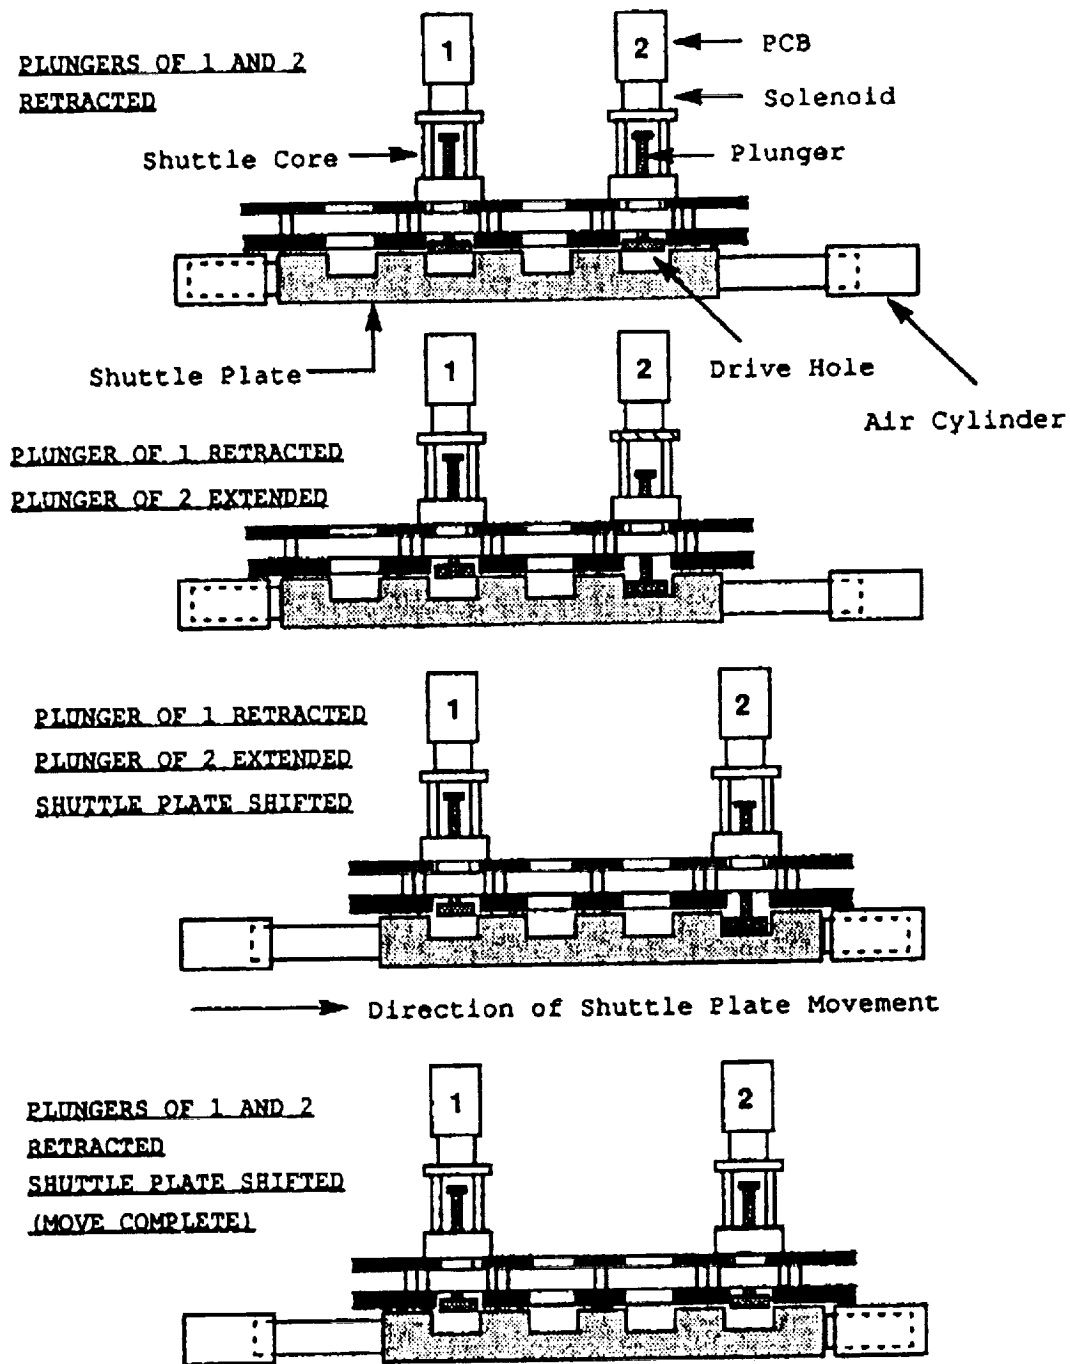 1
2
PCB
PLUNGERS OF 1 AND 2
RETRACTED
Solenoid
Shuttle Core
Plunger
Shuttle Plate
Drive Hole
Air Cylinder
1
2
PLUNGER OF 1 RETRACTED
PLUNGER OF 2 EXTENDED
1
2
PLUNGER OF 1 RETRACTED
PLUNGER OF 2 EXTENDED
SHUTTLE PLATE SHIFTED
Direction of Shuttle Plate Movement
1
2
PLUNGERS OF 1 AND 2
RETRACTED
SHUTTLE PLATE SHIFTED
(MOVE COMPLETE)